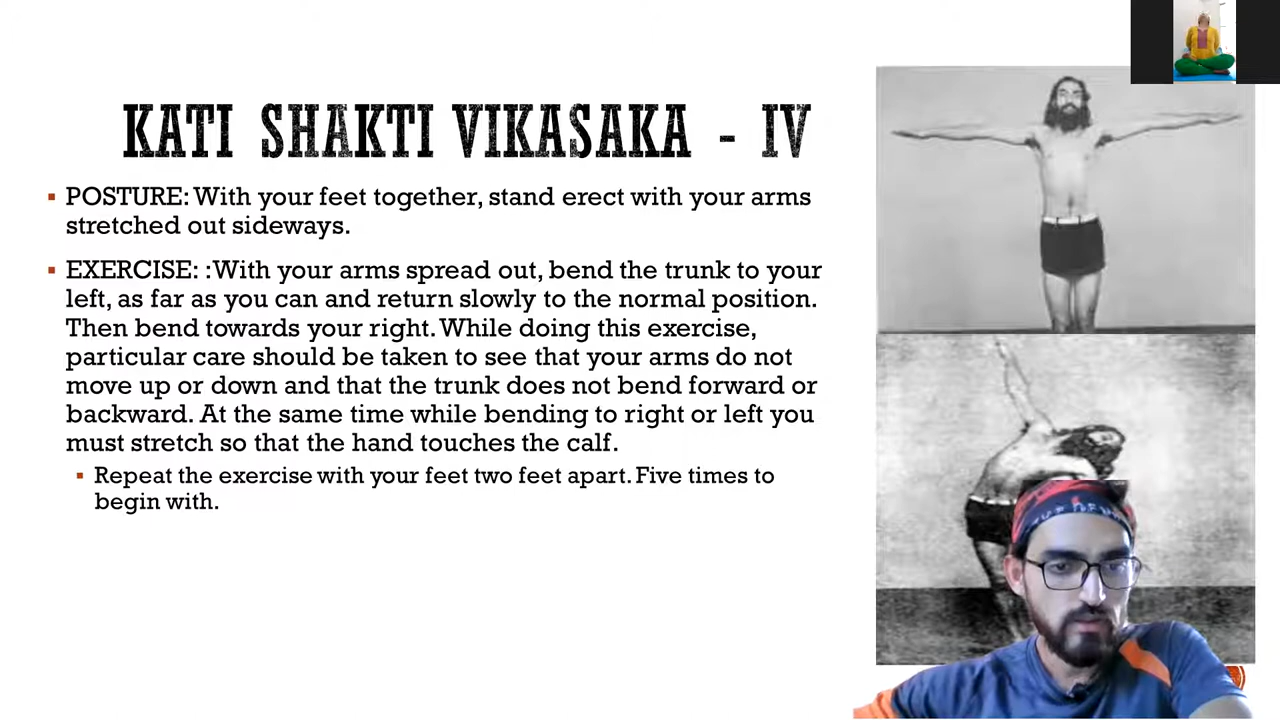 KATI SHAKTI VIKASAKA - IV
POSTURE: With your feet together, stand erect with your arms
stretched out sideways.
EXERCISE: :With your arms spread out, bend the trunk to your
left, as far as you can and return slowly to the normal position.
Then bend towards your right. While doing this exercise,
particular care should be taken to see that your arms do not
move up or down and that the trunk does not bend forward or
backward. At the same time while bending to right or left you
must stretch so that the hand touches the calf.
Repeat the exercise with your feet two feet apart. Five times to
begin with.